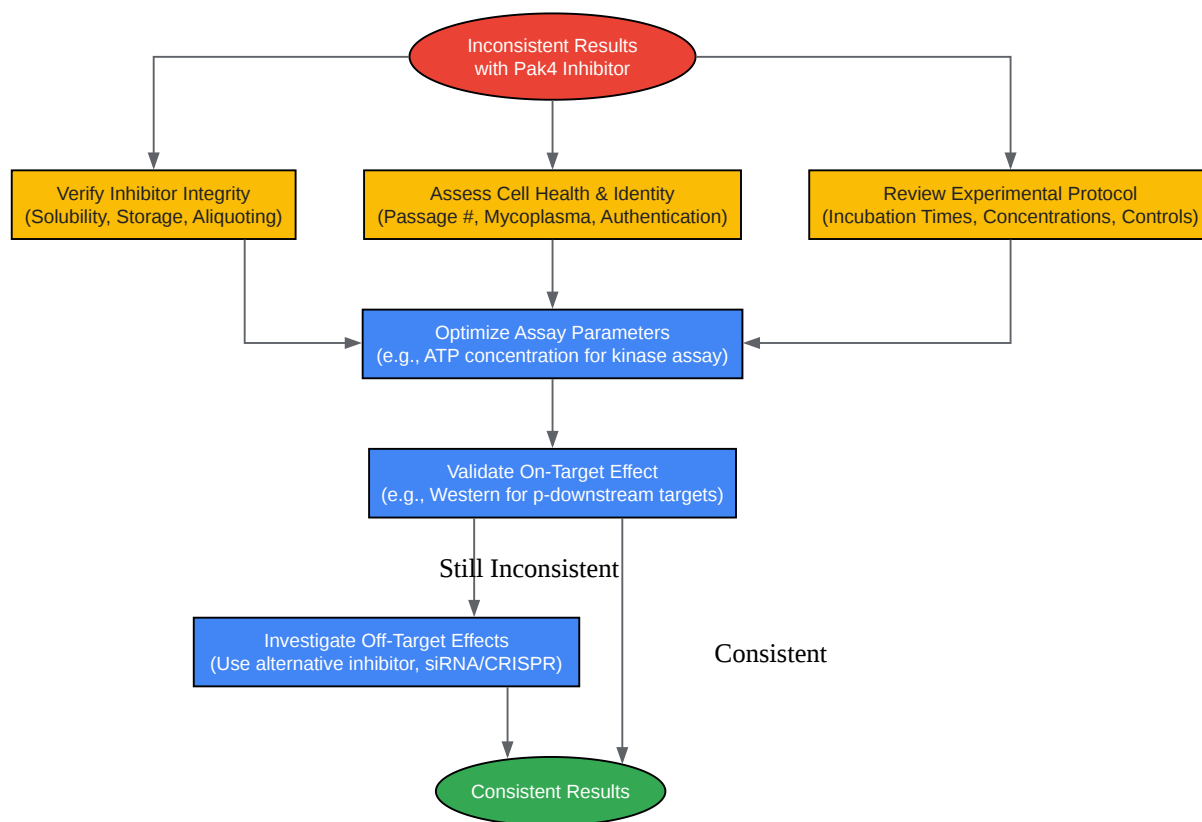 Inconsistent Results
with Pak4 Inhibitor
Verify Inhibitor Integrity
(Solubility, Storage, Aliquoting)
Assess Cell Health & Identity
(Passage #, Mycoplasma, Authentication)
Review Experimental Protocol
(Incubation Times, Concentrations, Controls)
Optimize Assay Parameters
(e.g., ATP concentration for kinase assay)
Validate On-Target Effect
(e.g., Western for p-downstream targets)
Still Inconsistent
Investigate Off-Target Effects
(Use alternative inhibitor, siRNA/CRISPR)
Consistent
Consistent Results